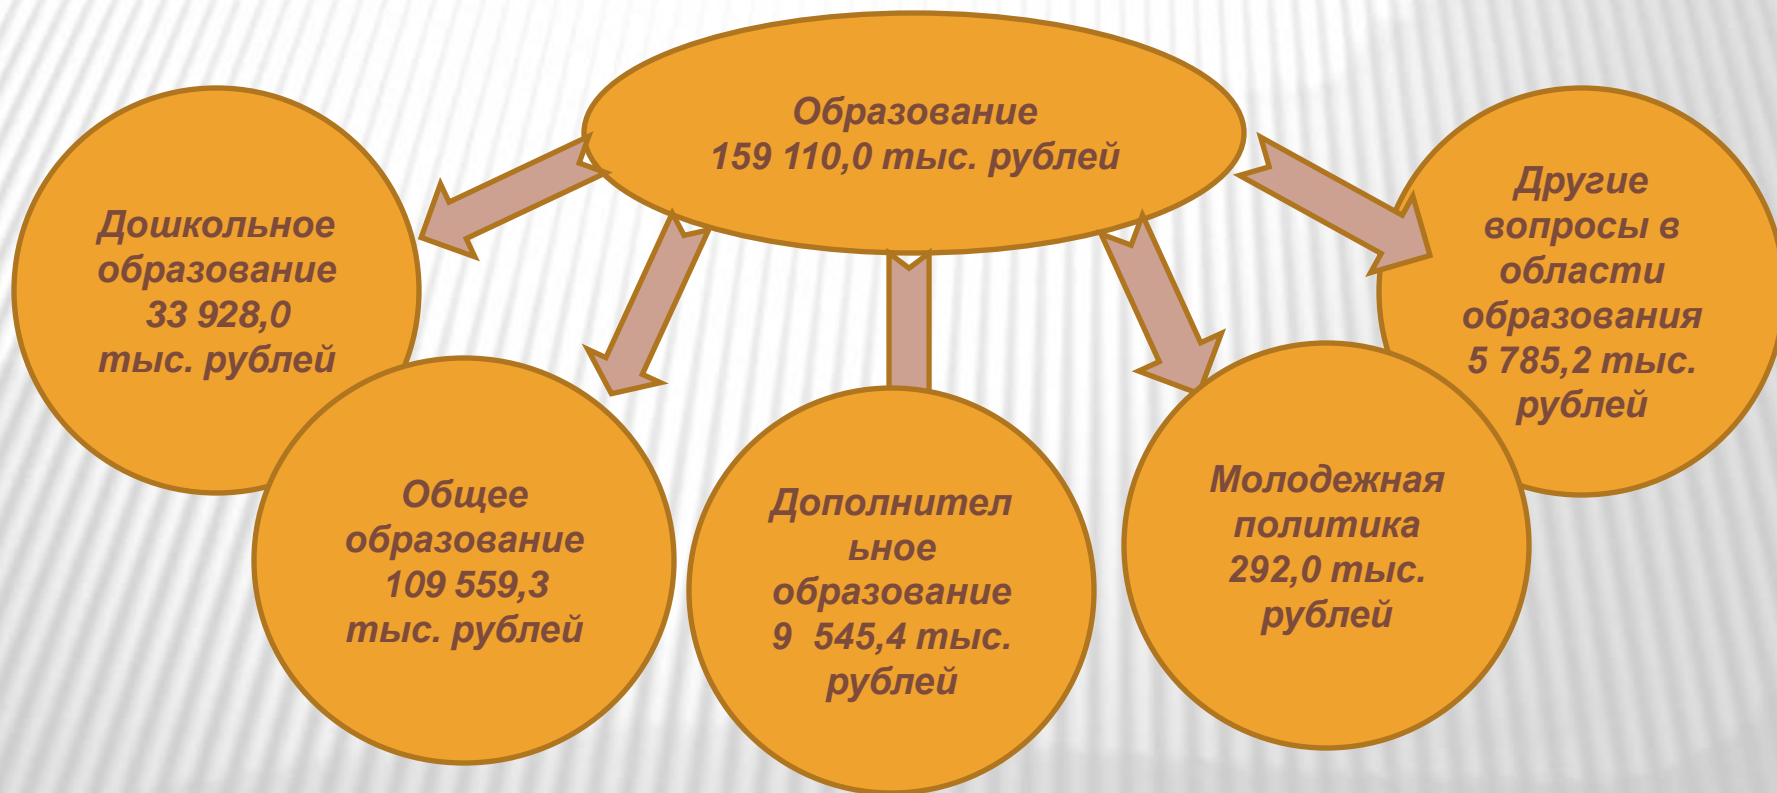 Образование
159 110,0 тыс. рублей
Дошкольное
образование
33 928,0
тыс. рублей
Общее
образование
109 559,3
тыс. рублей
Дополнител
ьное
образование
9  545,4 тыс.
рублей
Молодежная
политика
292,0 тыс.
рублей
Другие
вопросы в
области
образования
5 785,2 тыс.
рублей